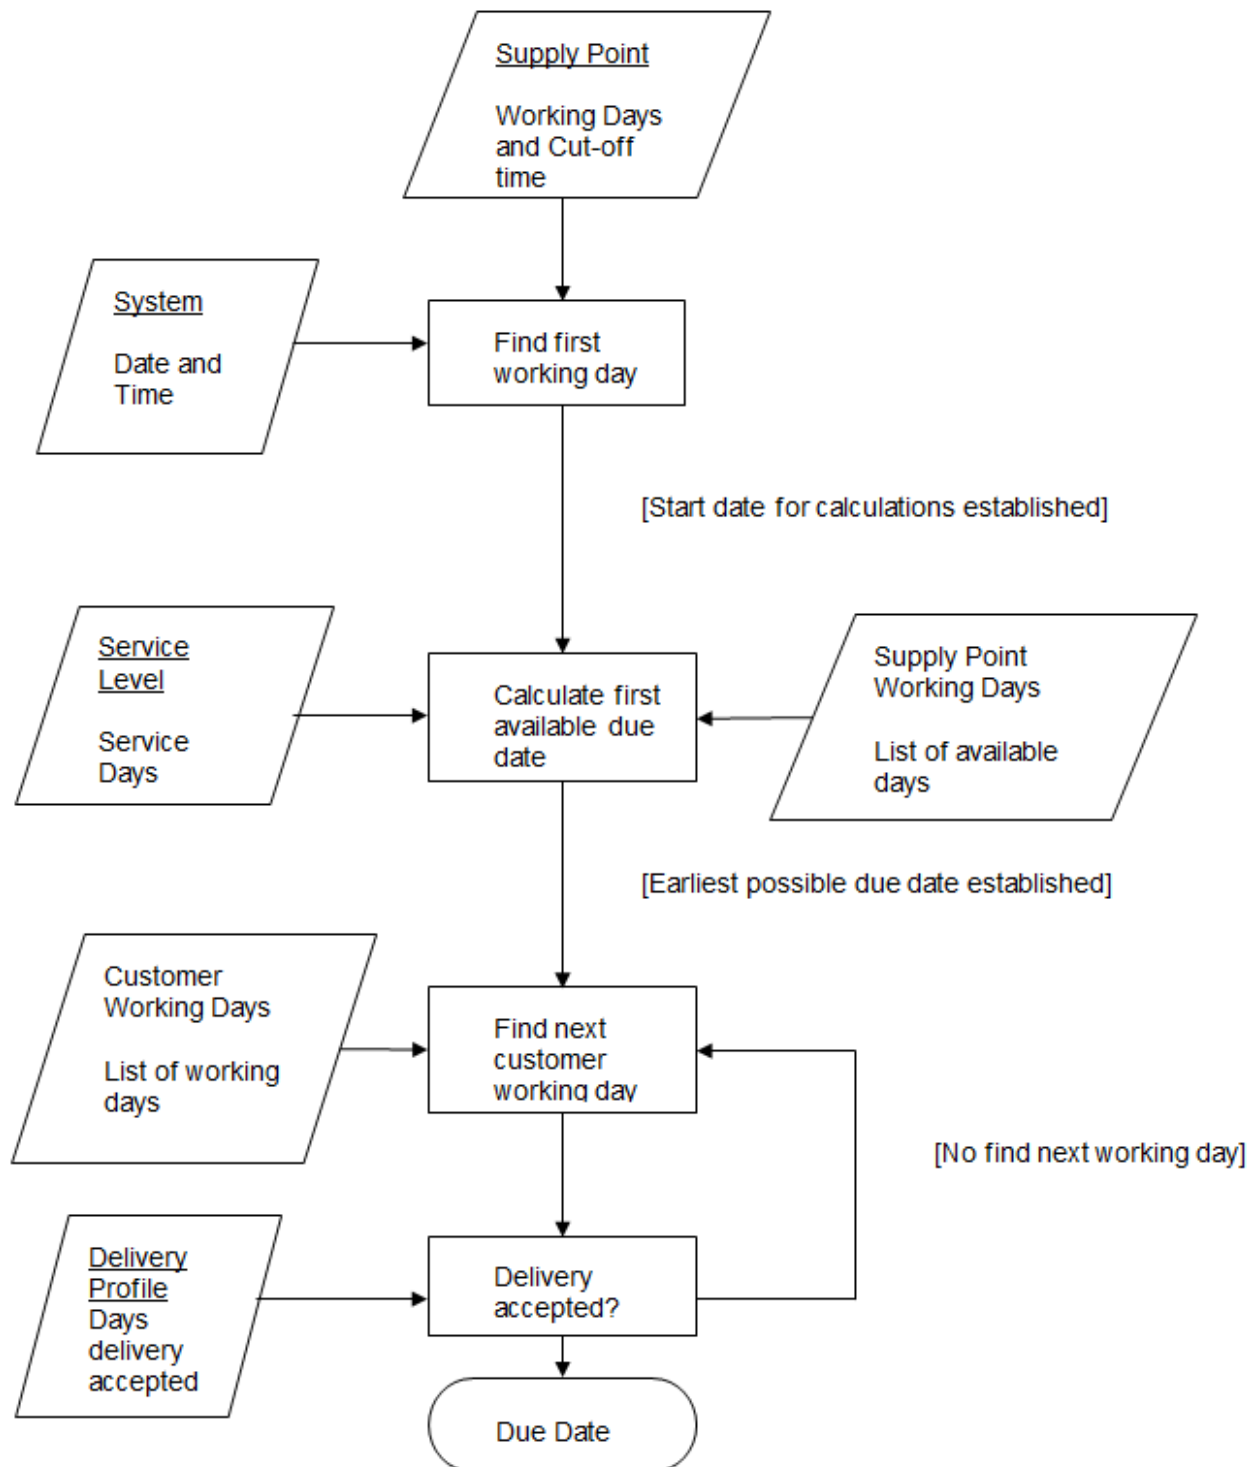 Supply Point
Working Days
and Cut-off
time
System
Date and
Time
Find first
working day
[Start date for calculations established]
Service
Level
Service
Days
Calculate first
available due
date
Supply Point
Working Days
List of available
days
[Earliest possible due date established]
Customer
Working Days
List of working
days
Find next
customer
working day
[No find next working day]
Delivery
Profile
Days
delivery
accepted
Delivery
accepted?
Due Date